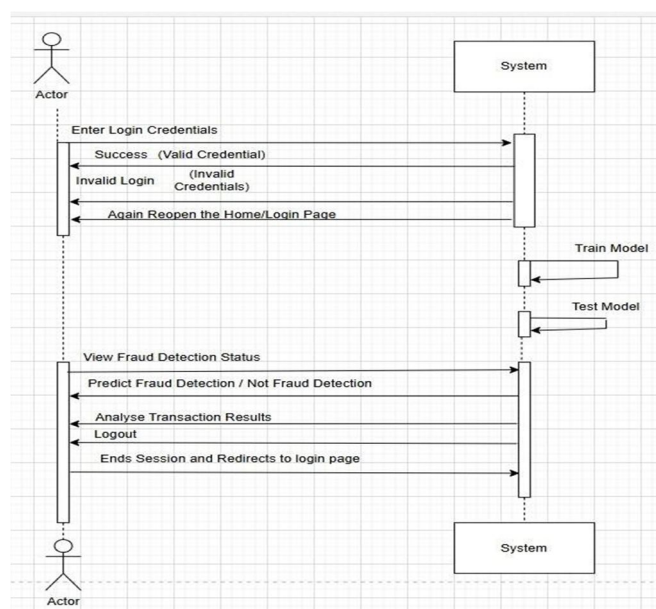 System
Actor
Enter Login Credentials
Success (Valid Credential)
Invalid Login (Invalid
Credentials)
Again Reopen the Home/Login Page
Train Model
Test Model
View Fraud Detection Status
Predict Fraud Detection / Not Fraud Detection
Analyse Transaction Results
Logout
Ends Session and Redirects to login page
System
Actor